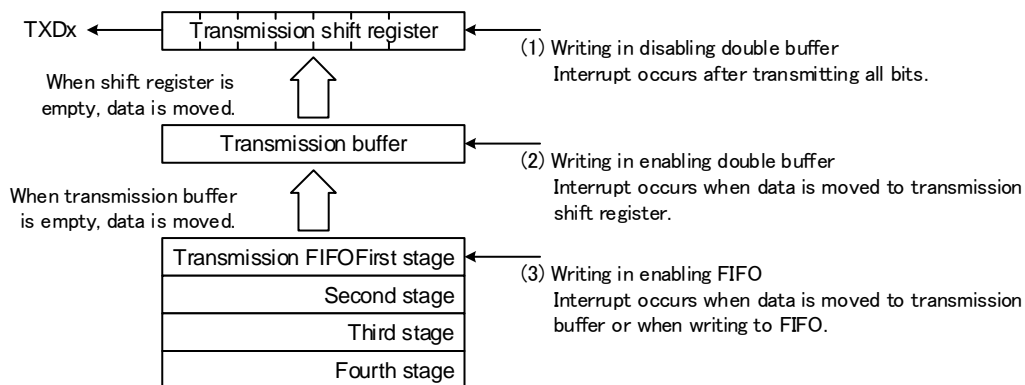 TXDx
Transmission shift register
(1) Writing in disabling double buffer
Interrupt occurs after transmitting all bits.
When shift register is
empty, data is moved.
Transmission buffer
(2) Writing in enabling double buffer
Interrupt occurs when data is moved to transmission
shift register.
When transmission buffer
is empty, data is moved.
Transmission FIFOFirst stage
(3) Writing in enabling FIFO
Interrupt occurs when data is moved to transmission
buffer or when writing to FIFO.
Second stage
Third stage
Fourth stage